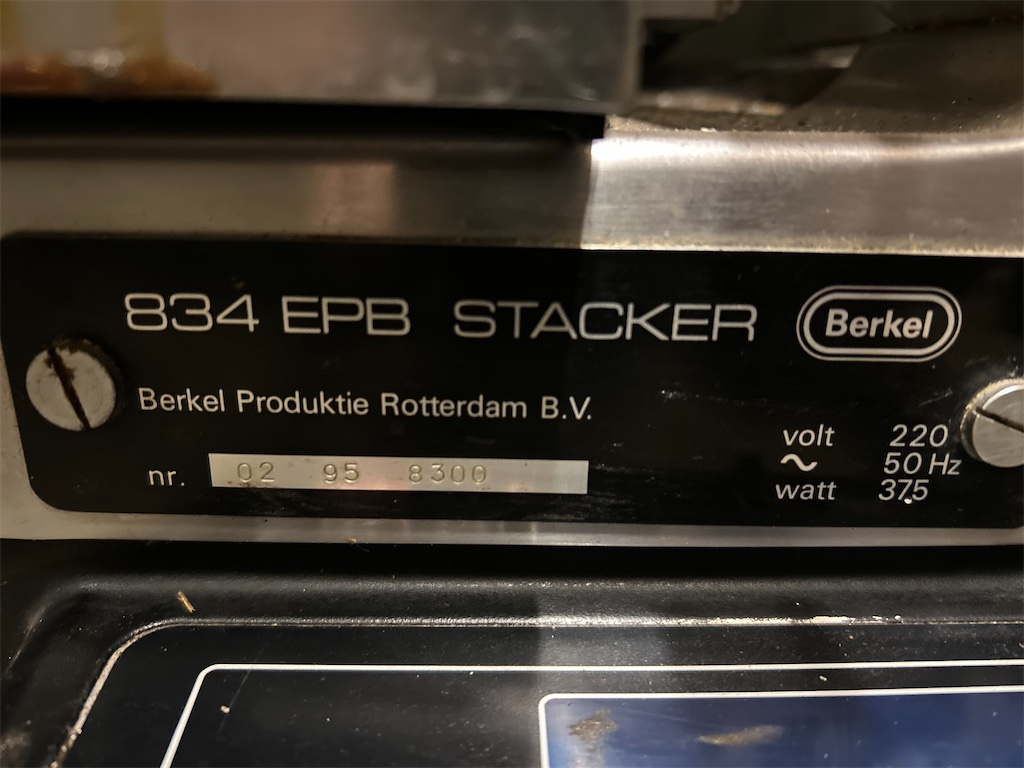 834 EPB STACKER Berkel
Berkel Produktie Rotterdam B.V.
nr. 02 95 8300
volt 220
~ 50 Hz
watt 375